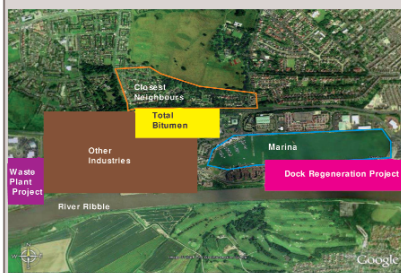 Closest
Neighbours
Total
Bitumen
Other
Industries
Marina
Waste
Plant
Project
Dock Regeneration Project
River Ribble
Google